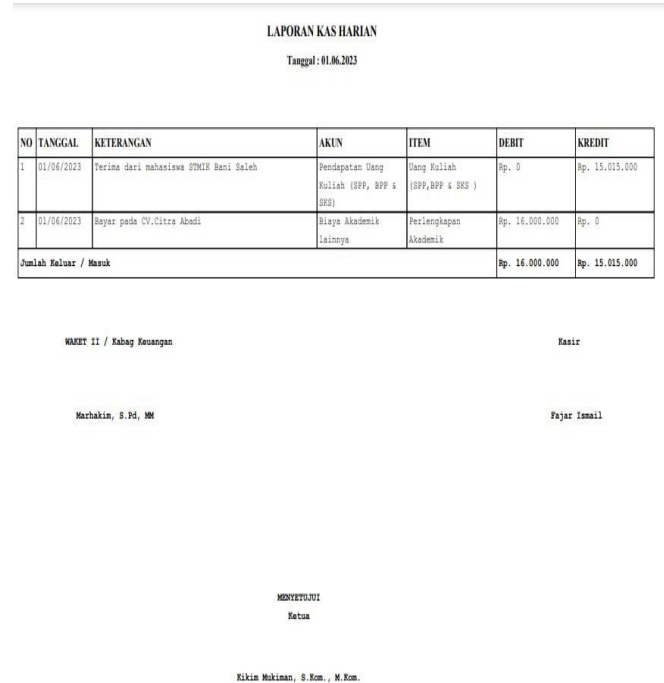 LAPORAN KAS HARIAN
Tanggal : 01.06.2023
NO TANGGAL KETERANGAN AKUN ITEM DEBIT KREDIT
1 01/06/2023 Terima dari mahasiswa STMIK Bani Saleh Pendapatan Uang Uang Kuliah Rp. 0 Rp. 15.015.000
Kuliah (SPP, BPP & (SPP,BPP & SKS )
SKS)
2 01/06/2023 Bayar pada CV.Citra Abadi Biaya Akademik Perlengkapan Rp. 16.000.000 Rp. 0
lainnya Akademik
Jumlah Keluar / Masuk Rp. 16.000.000 Rp. 15.015.000
WAKET II / Kabag Keuangan Kasir
Marhakim, S.Pd, MM Fajar Ismail
MENYETUJUI
Ketua
Kikim Mukiman, S.Kom., M.Kom.